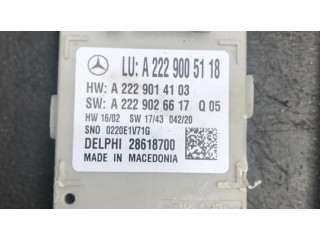 LU: A 222 900 51 18
HW: A 222 901 41 03
SW: A 222 902 66 17 Q 05
HW 16/02 SW 17/43 042/20
SNO 0220E1V71G
DELPHI 28618700
MADE IN MACEDONIA